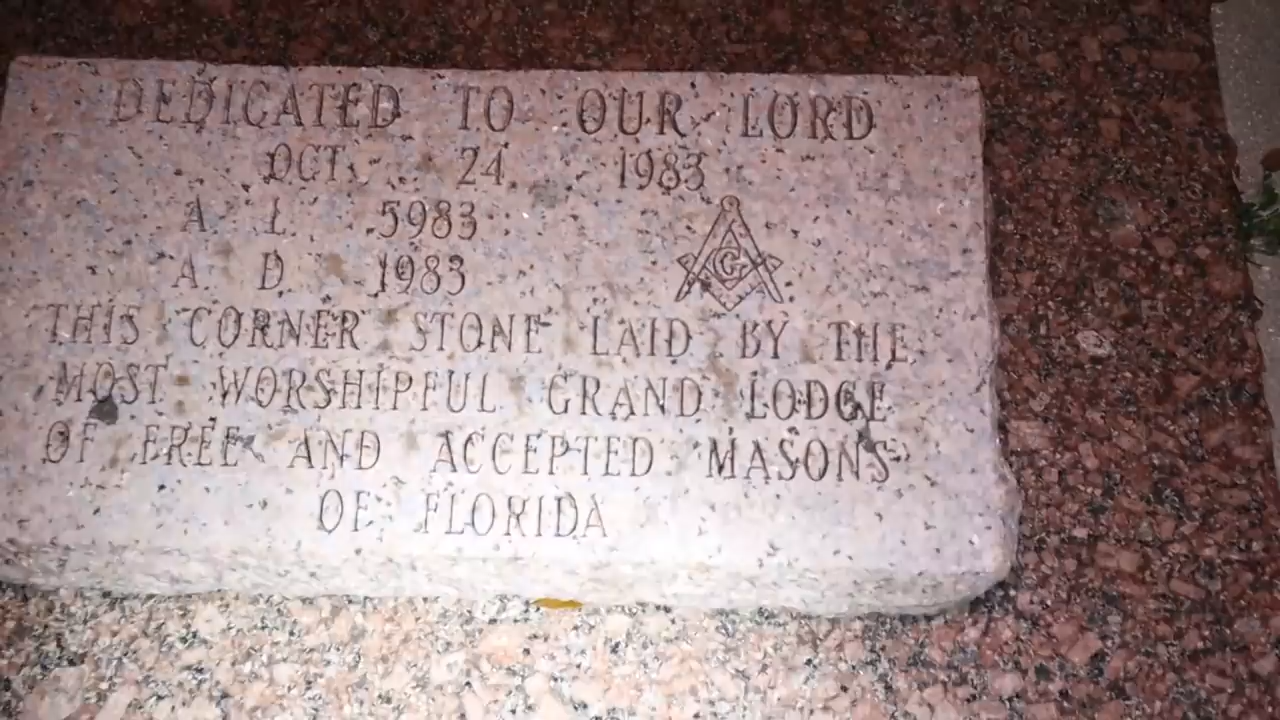 DEDICATED TO OUR LORD
OCT. 24 1983
A. L. 5983
A. D. 1983
G
THIS CORNER STONE LAID BY THE
MOST WORSHIPFUL GRAND LODGE
OF FREE AND ACCEPTED MASONS
OF FLORIDA